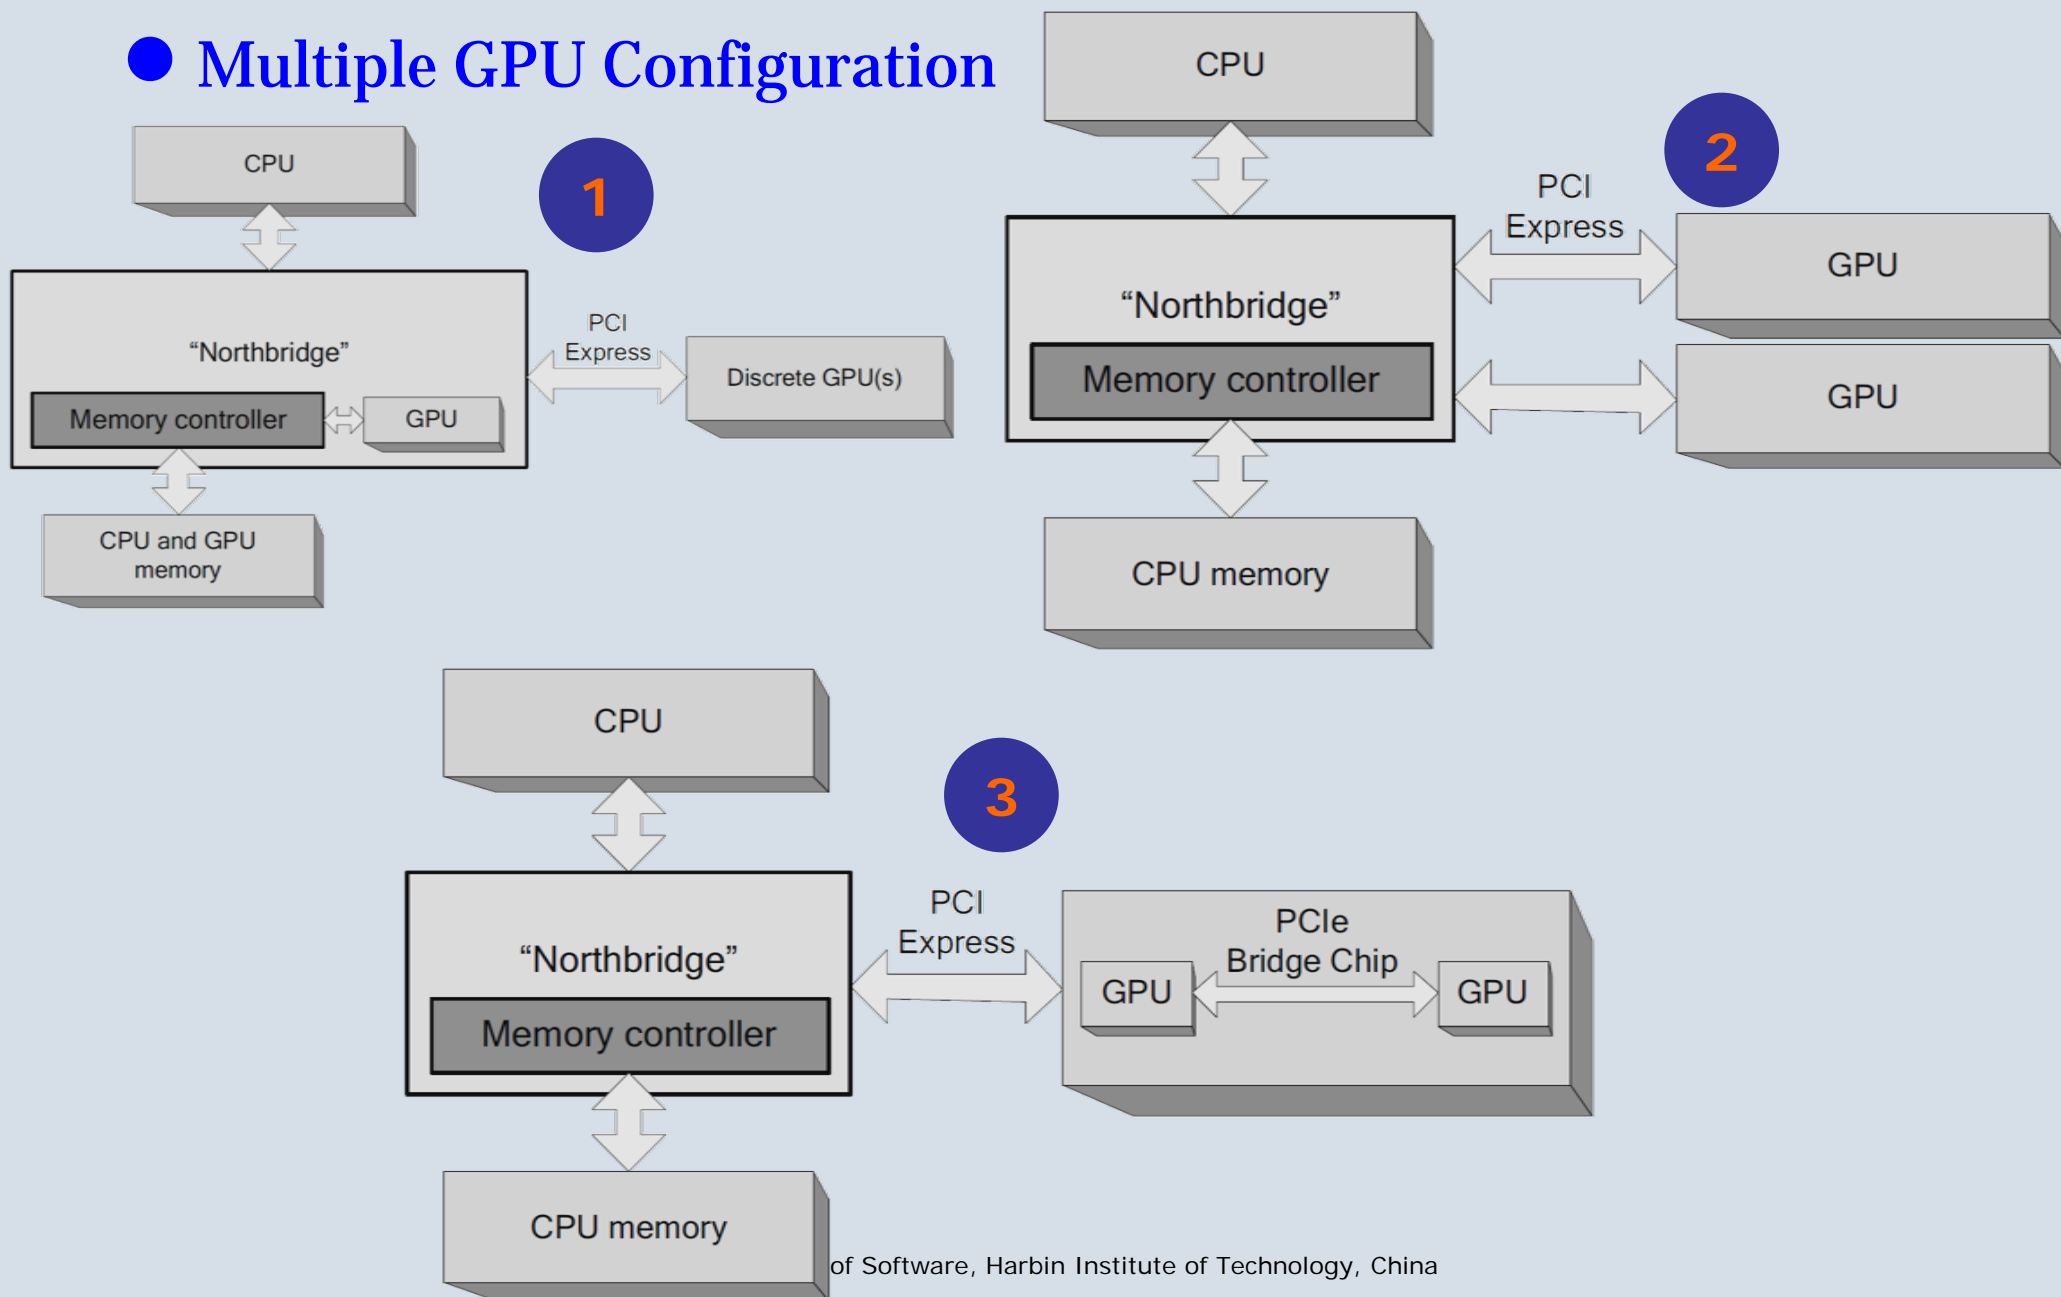 ● Multiple GPU Configuration
CPU
1
“Northbridge”
Memory controller
GPU
PCI
Express
Discrete GPU(s)
CPU and GPU
memory
CPU
2
PCI
Express
“Northbridge”
Memory controller
GPU
GPU
CPU memory
CPU
3
“Northbridge”
Memory controller
PCI
Express
PCIe
Bridge Chip
GPU
GPU
CPU memory
of Software, Harbin Institute of Technology, China